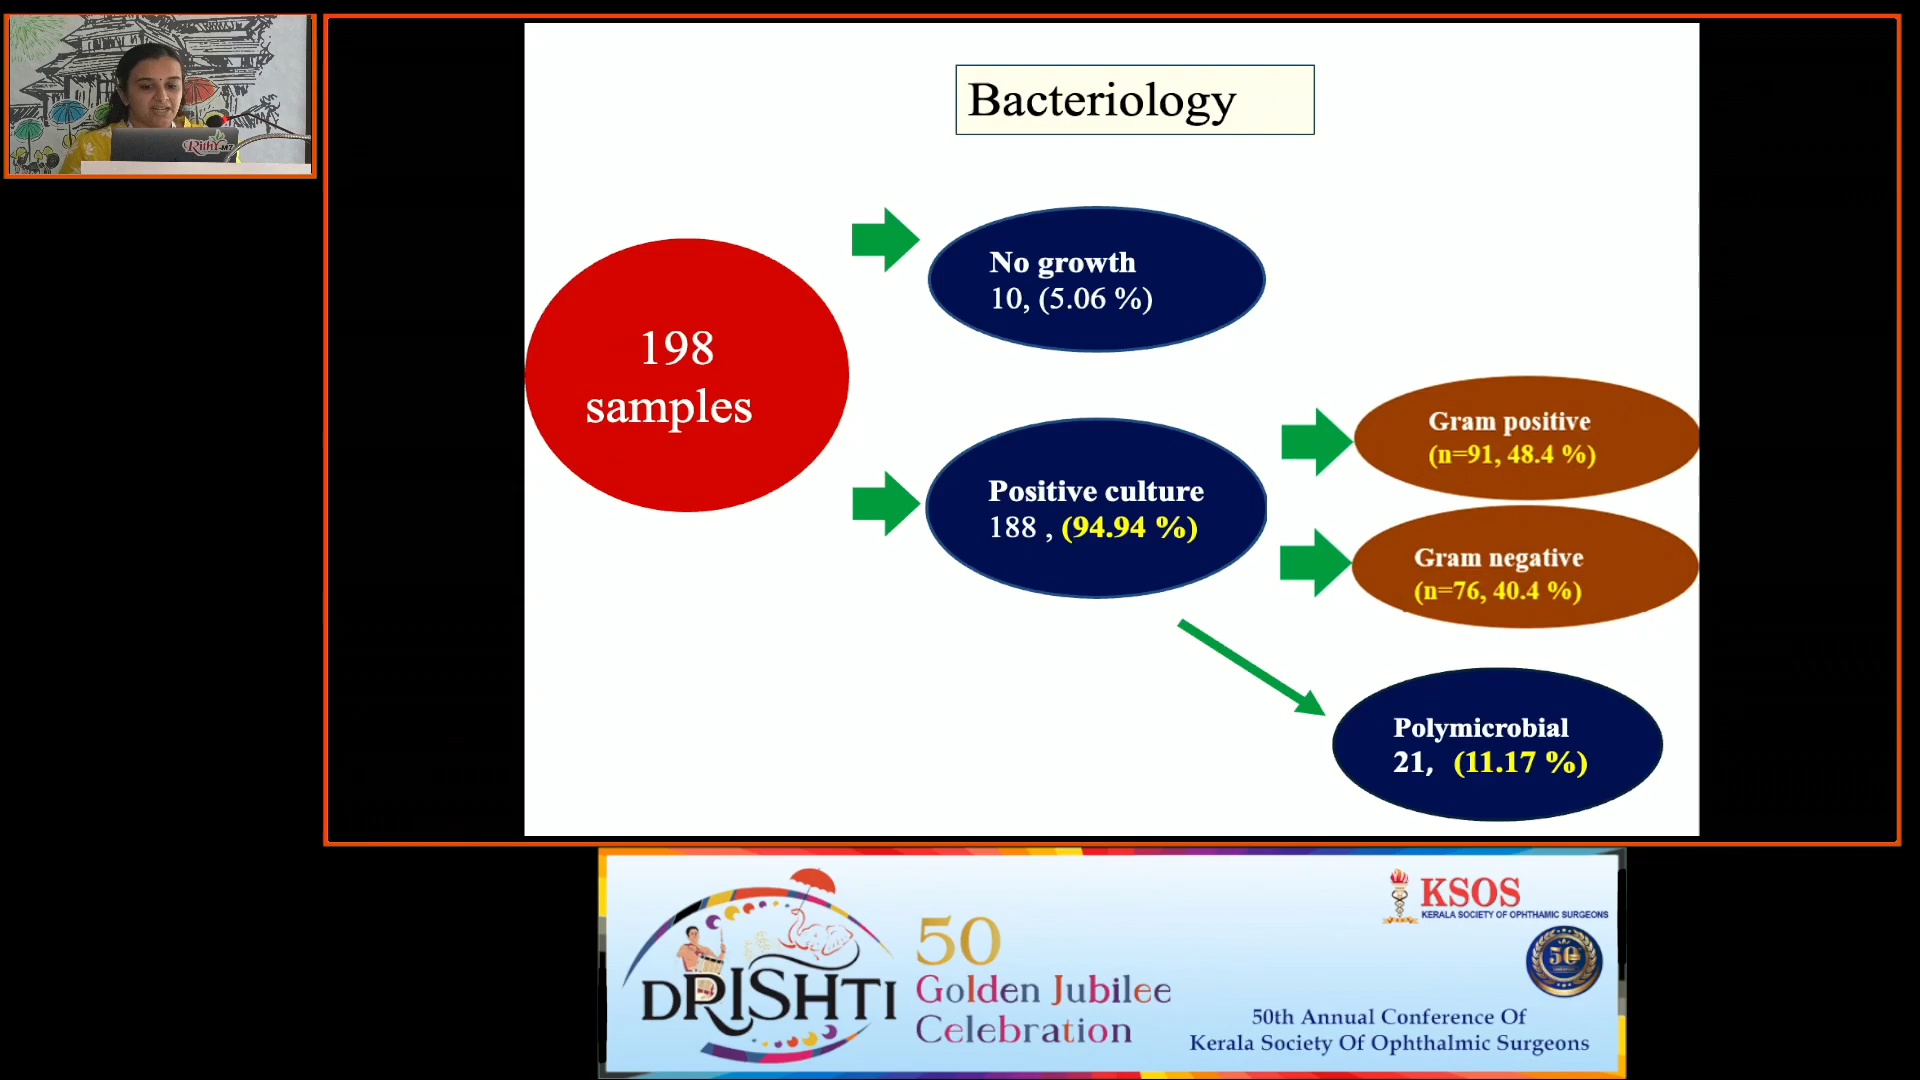 Bacteriology
198
samples
No growth
10, (5.06 %)
Positive culture
188 , (94.94 %)
Gram positive
(n=91, 48.4 %)
Gram negative
(n=76, 40.4 %)
Polymicrobial
21, (11.17 %)
DRISHTI
50
Golden Jubilee
Celebration
KSOS
KERALA SOCIETY OF OPHTHAMIC SURGEONS
50
50th Annual Conference Of
Kerala Society Of Ophthalmic Surgeons